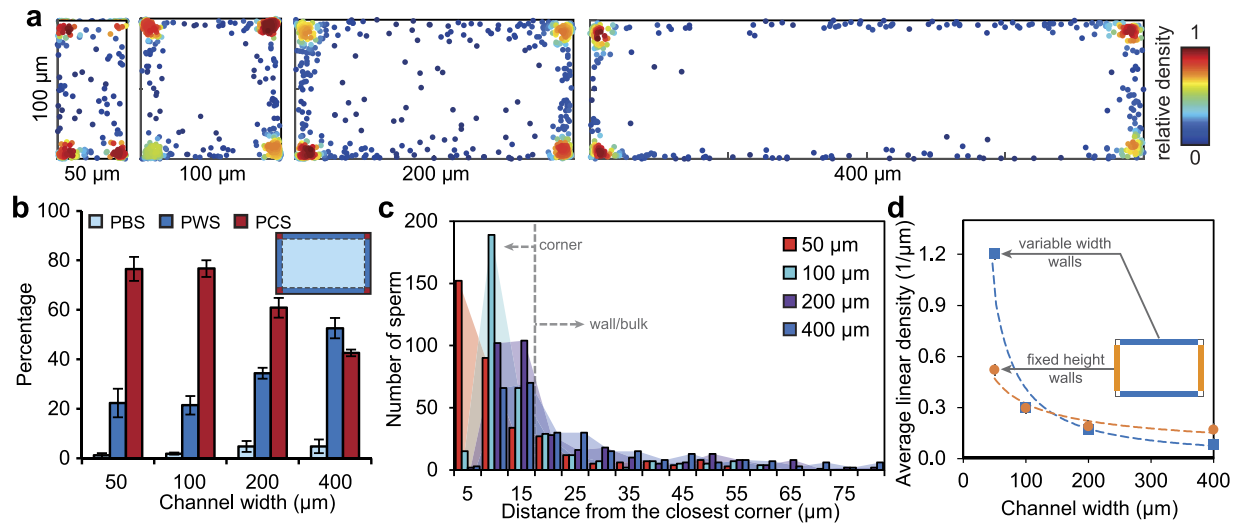 a
100 µm
50 µm
100 µm
200 µm
400 µm
relative density
1
0
b
Percentage
100
80
60
40
20
0
PBS
PWS
PCS
50
100
200
400
Channel width (µm)
c
Number of sperm
200
150
100
50
0
corner
wall/bulk
50 µm
100 µm
200 µm
400 µm
5
15
25
35
45
55
65
75
Distance from the closest corner (µm)
d
Average linear density (1/µm)
1.2
0.9
0.6
0.3
0.0
variable width
walls
fixed height
walls
0
100
200
300
400
Channel width (µm)